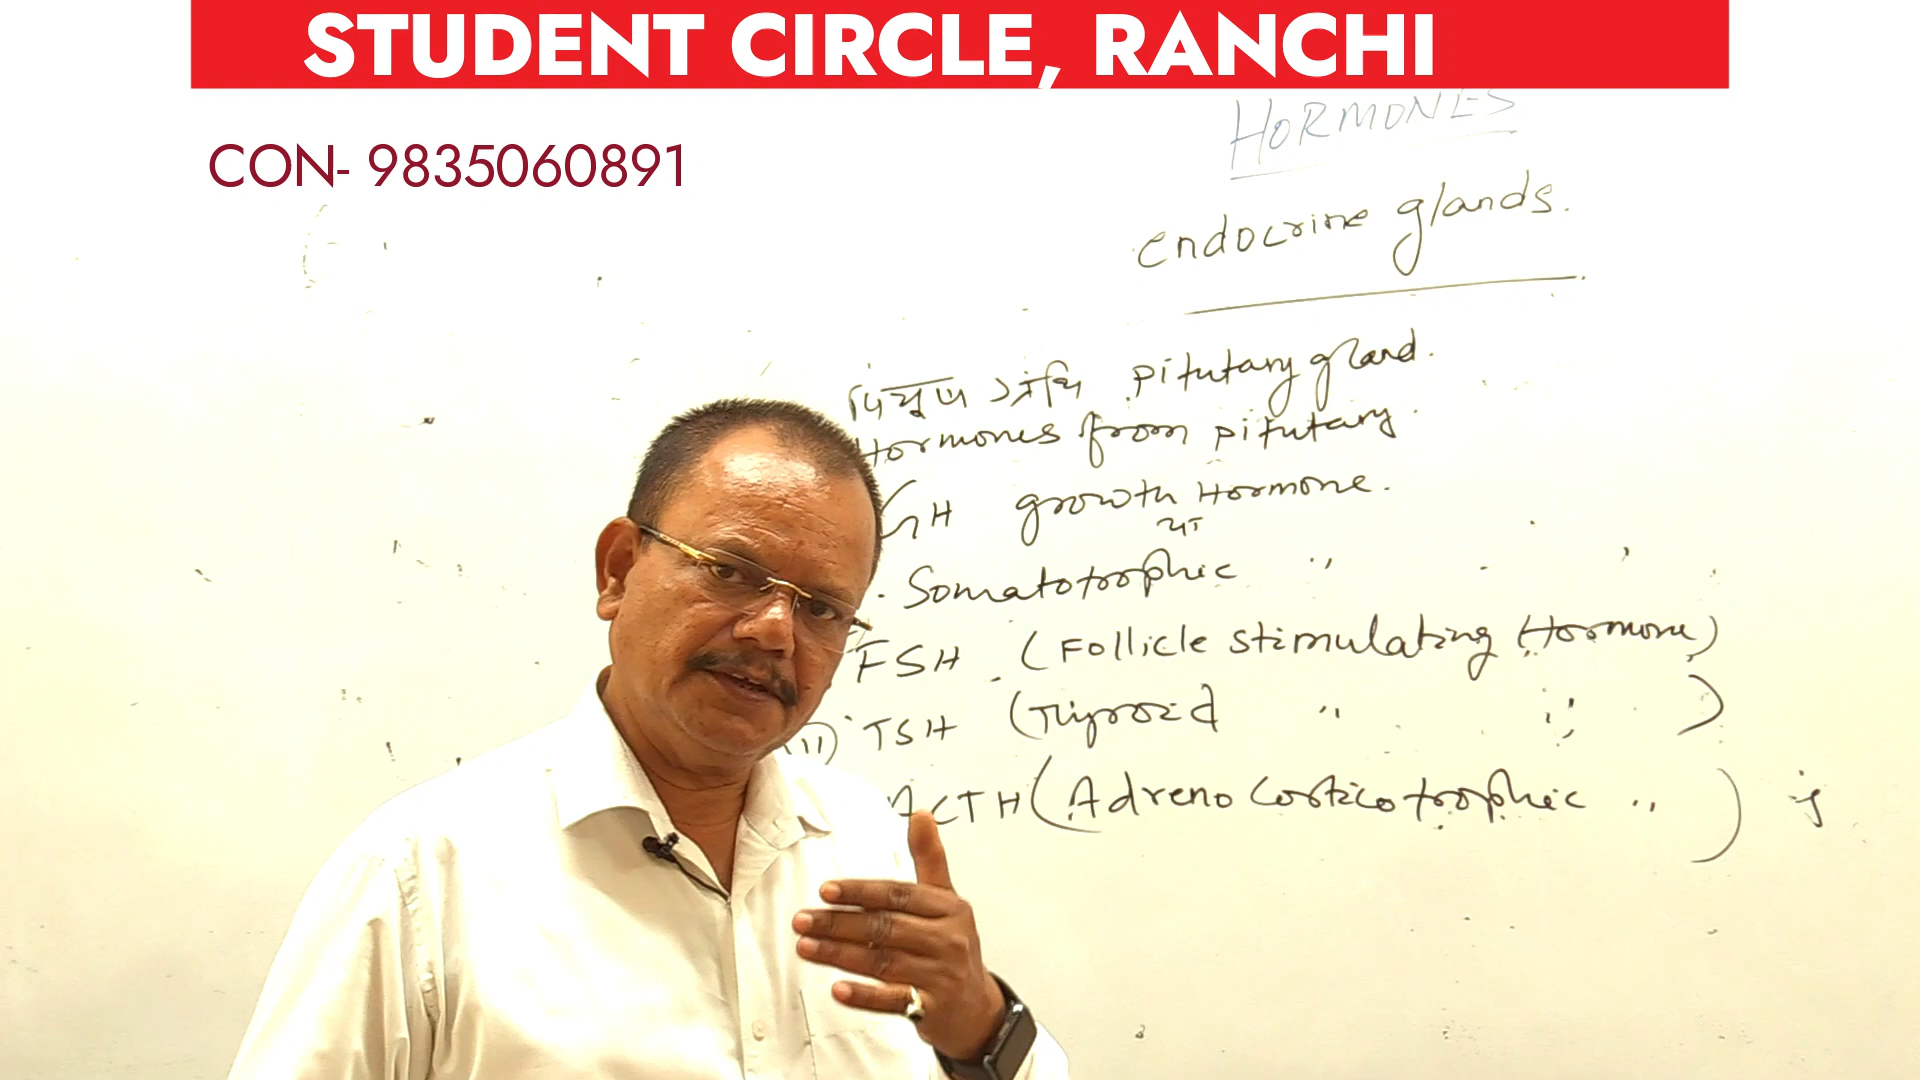 STUDENT CIRCLE, RANCHI
CON- 9835060891
HORMONES
endocrine glands.
पियूष ग्रंथि pitutary gland.
Hormones from pitutary.
GH growth Hormone.
या
Somatotrophic "
FSH (Follicle stimulating Hormone)
(ii) TSH (Thyroid " ")
ACTH (Adreno Corticotrophic ")